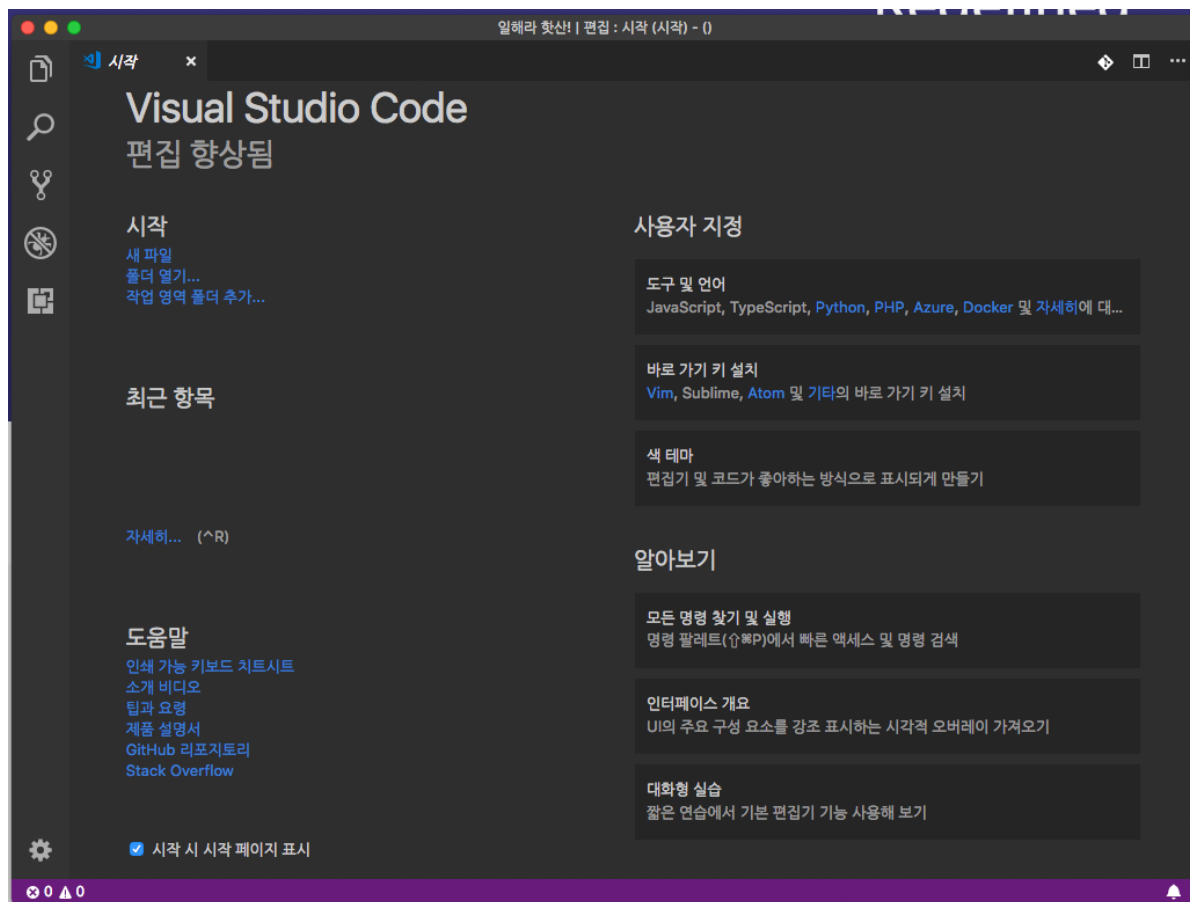 일해라 핫산! | 편집 : 시작 (시작) - ()
시작
Visual Studio Code
편집 향상됨
시작
새 파일
폴더 열기...
작업 영역 폴더 추가...
최근 항목
자세히... (^R)
도움말
인쇄 가능 키보드 치트시트
소개 비디오
팁과 요령
제품 설명서
GitHub 리포지토리
Stack Overflow
시작 시 시작 페이지 표시
사용자 지정
도구 및 언어
JavaScript, TypeScript, Python, PHP, Azure, Docker 및 자세히에 대...
바로 가기 키 설치
Vim, Sublime, Atom 및 기타의 바로 가기 키 설치
색 테마
편집기 및 코드가 좋아하는 방식으로 표시되게 만들기
알아보기
모든 명령 찾기 및 실행
명령 팔레트(⇧⌘P)에서 빠른 액세스 및 명령 검색
인터페이스 개요
UI의 주요 구성 요소를 강조 표시하는 시각적 오버레이 가져오기
대화형 실습
짧은 연습에서 기본 편집기 기능 사용해 보기
0 0